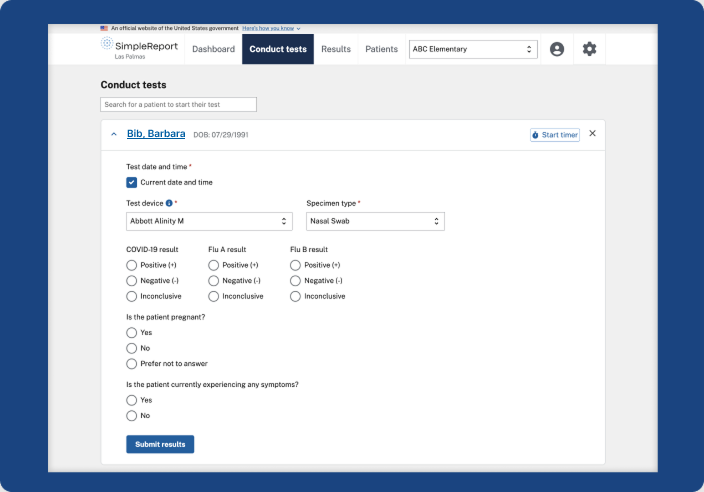 An official website of the United States government Here's how you know
SimpleReport
Las Palmas
Dashboard Conduct tests Results Patients ABC Elementary
Conduct tests
Search for a patient to start their test
Bib, Barbara DOB: 07/29/1991 Start timer
Test date and time *
Current date and time
Test device * Specimen type *
Abbott Alinity M Nasal Swab
COVID-19 result Flu A result Flu B result
Positive (+) Positive (+) Positive (+)
Negative (-) Negative (-) Negative (-)
Inconclusive Inconclusive Inconclusive
Is the patient pregnant?
Yes
No
Prefer not to answer
Is the patient currently experiencing any symptoms?
Yes
No
Submit results